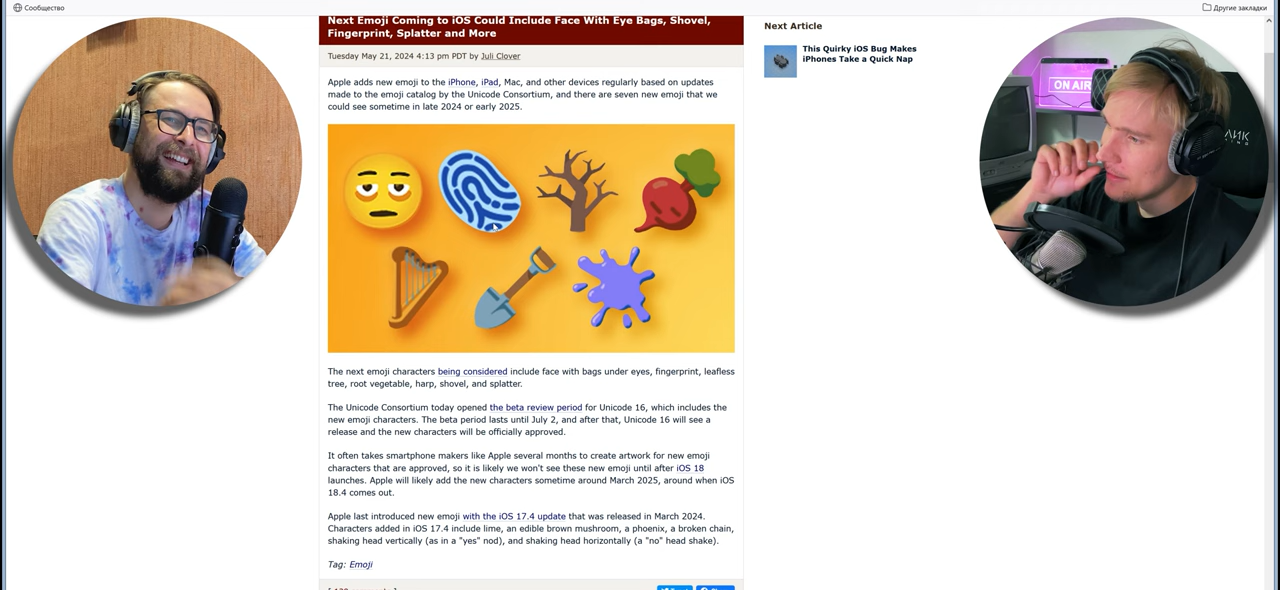 Сообщество
Другие закладки
Next Emoji Coming to iOS Could Include Face With Eye Bags, Shovel,
Fingerprint, Splatter and More
Tuesday May 21, 2024 4:13 pm PDT by Juli Clover
Apple adds new emoji to the iPhone, iPad, Mac, and other devices regularly based on updates
made to the emoji catalog by the Unicode Consortium, and there are seven new emoji that we
could see sometime in late 2024 or early 2025.
The next emoji characters being considered include face with bags under eyes, fingerprint, leafless
tree, root vegetable, harp, shovel, and splatter.
The Unicode Consortium today opened the beta review period for Unicode 16, which includes the
new emoji characters. The beta period lasts until July 2, and after that, Unicode 16 will see a
release and the new characters will be officially approved.
It often takes smartphone makers like Apple several months to create artwork for new emoji
characters that are approved, so it is likely we won't see these new emoji until after iOS 18
launches. Apple will likely add the new characters sometime around March 2025, around when iOS
18.4 comes out.
Apple last introduced new emoji with the iOS 17.4 update that was released in March 2024.
Characters added in iOS 17.4 include lime, an edible brown mushroom, a phoenix, a broken chain,
shaking head vertically (as in a "yes" nod), and shaking head horizontally (a "no" head shake).
Tag: Emoji
Next Article
This Quirky iOS Bug Makes
iPhones Take a Quick Nap
ON AIR